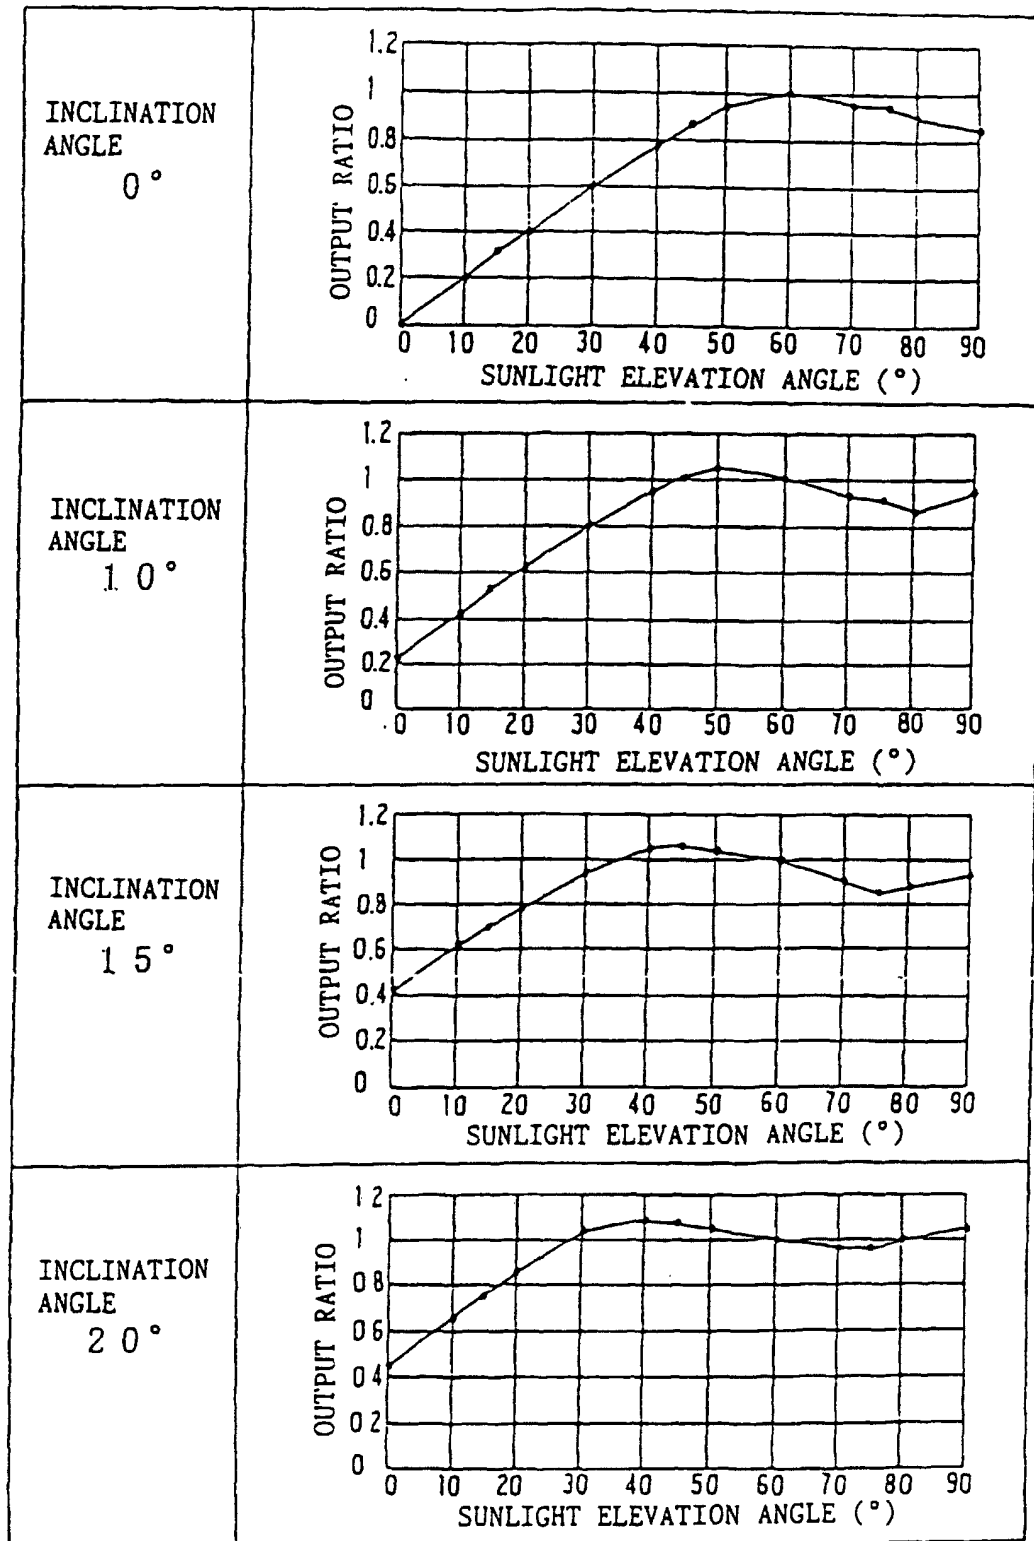 INCLINATION
ANGLE
0°
OUTPUT RATIO
1.2
1
0.8
0.6
0.4
0.2
0
0 10 20 30 40 50 60 70 80 90
SUNLIGHT ELEVATION ANGLE (°)
INCLINATION
ANGLE
10°
OUTPUT RATIO
1.2
1
0.8
0.6
0.4
0.2
0
0 10 20 30 40 50 60 70 80 90
SUNLIGHT ELEVATION ANGLE (°)
INCLINATION
ANGLE
15°
OUTPUT RATIO
1.2
1
0.8
0.6
0.4
0.2
0
0 10 20 30 40 50 60 70 80 90
SUNLIGHT ELEVATION ANGLE (°)
INCLINATION
ANGLE
20°
OUTPUT RATIO
1 2
1
0 8
0 6
0 4
0 2
0
0 10 20 30 40 50 60 70 80 90
SUNLIGHT ELEVATION ANGLE (°)